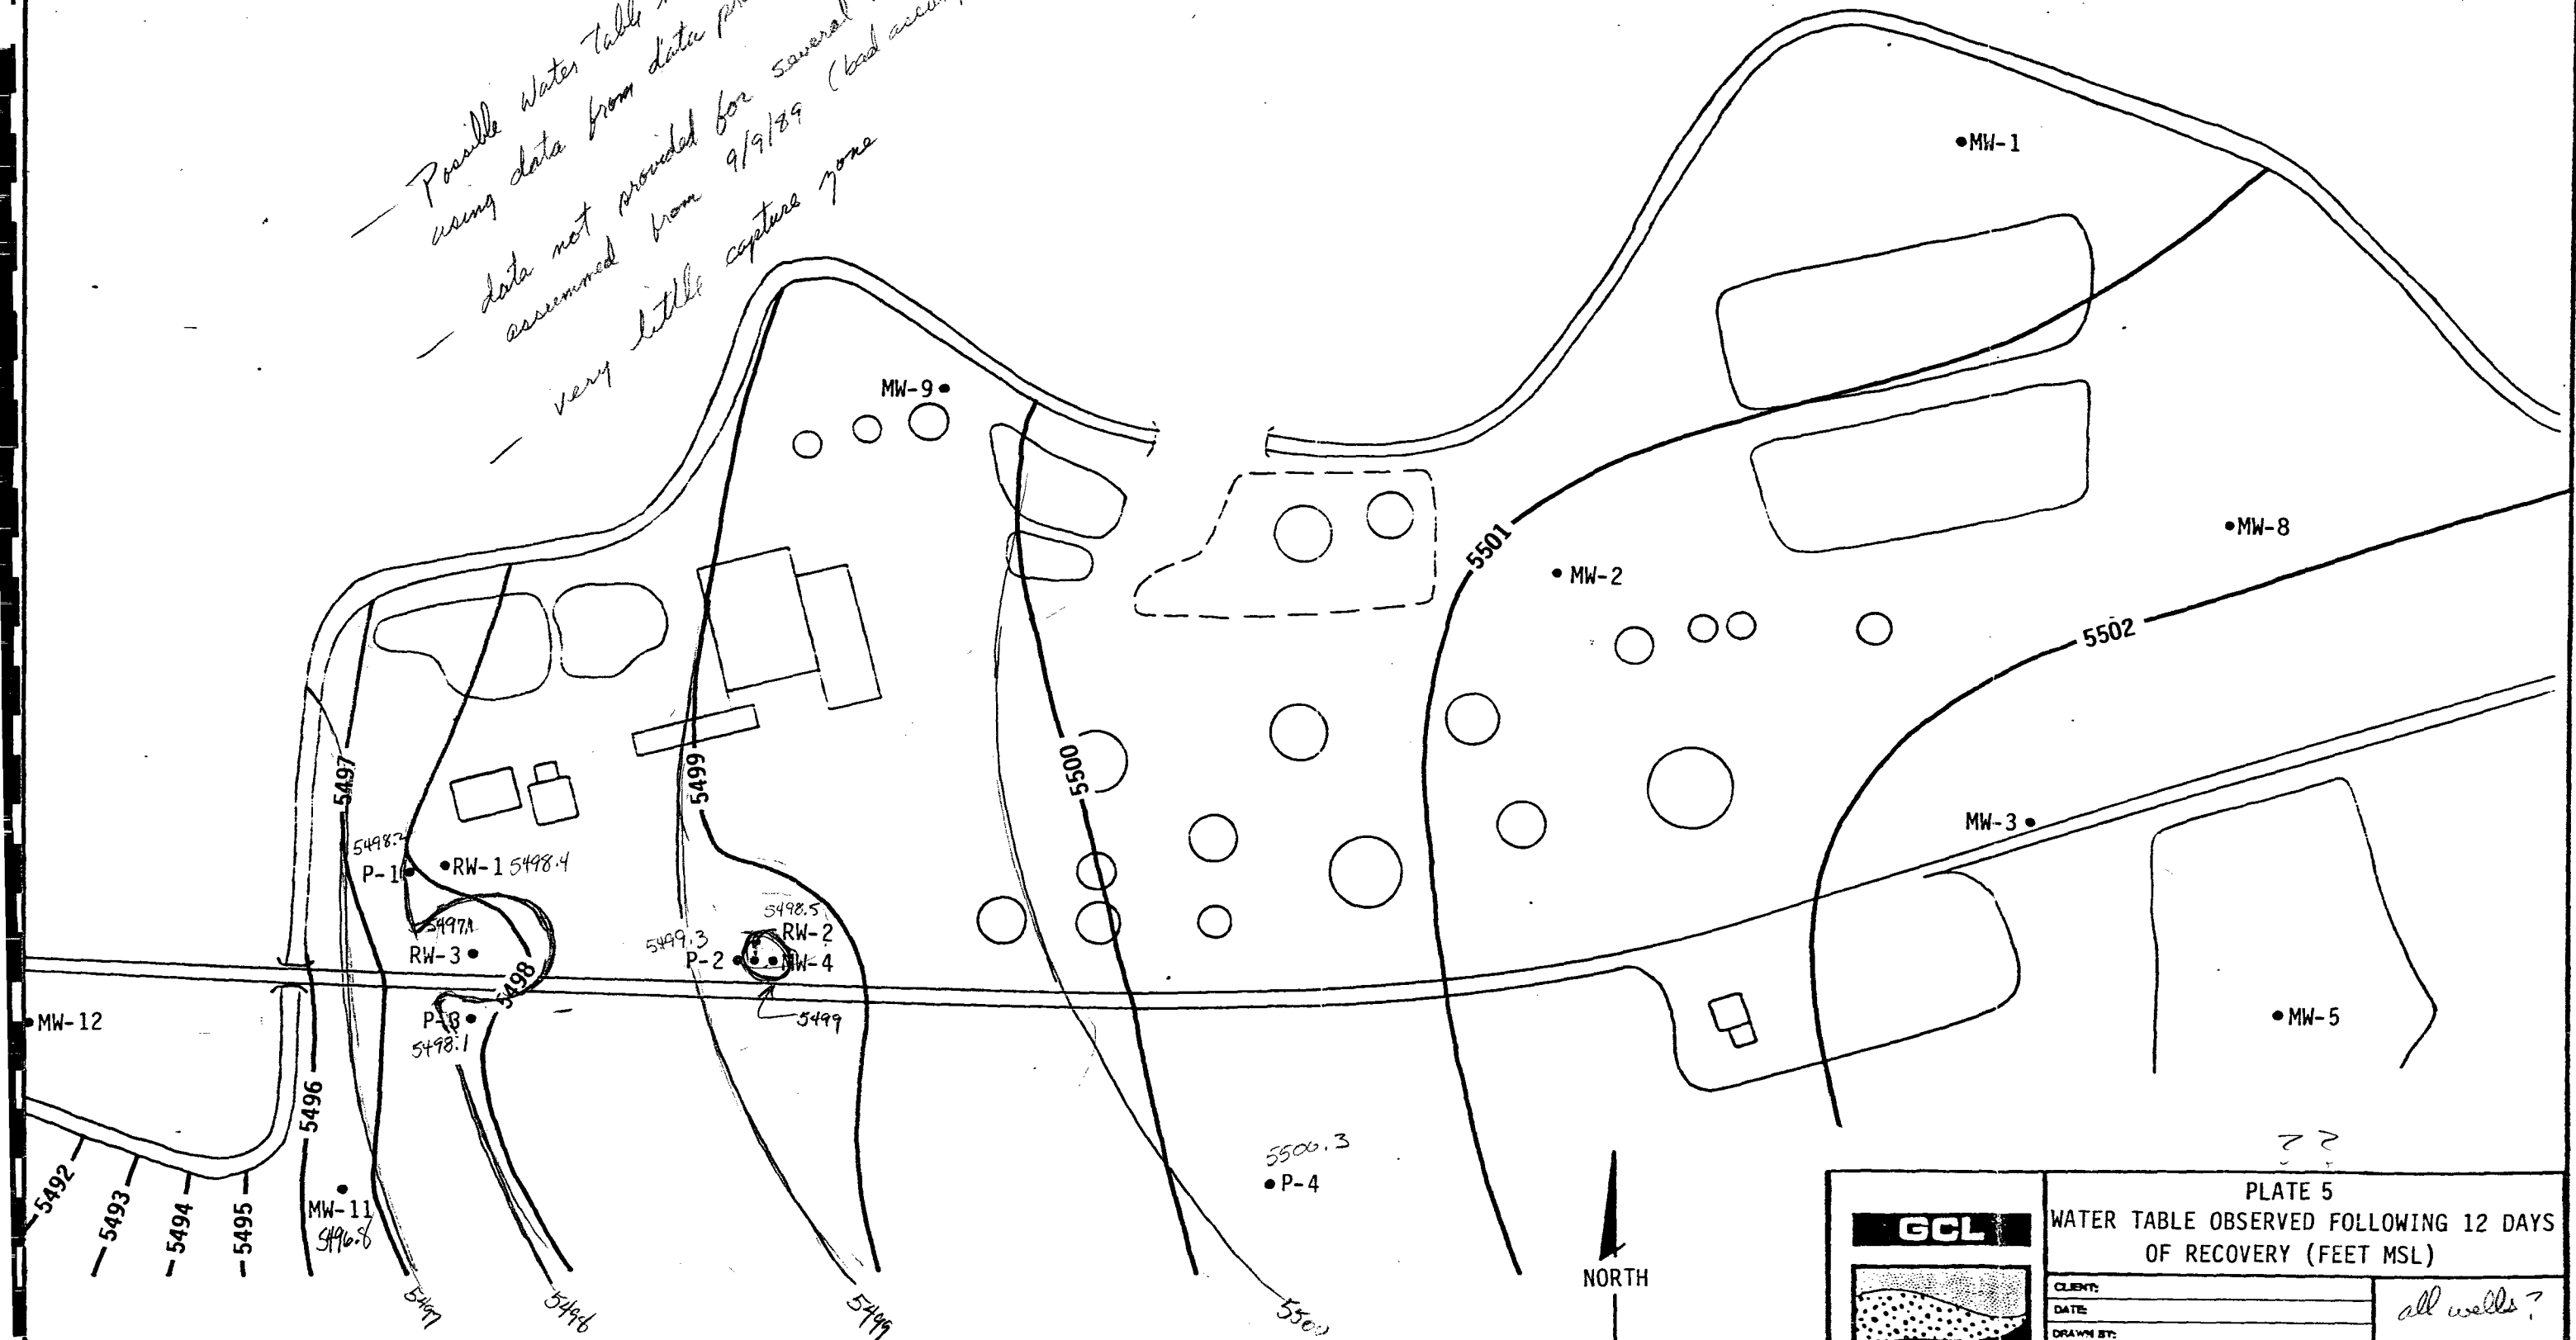 — Possible Water Table
using data from data
— data not provided for several
assummed from 9/9/89 (bad
— very little capture zone
MW-1
MW-9
5501
MW-2
MW-8
5502
5497
5499
5500
MW-3
5498.2
P-1
RW-1 5498.4
5497.1
RW-3
5498
5498.5
RW-2
5499.3
P-2
MW-4
5499
MW-12
P-3
5498.1
MW-5
5496
5492
5493
5494
5495
MW-11
5496.8
5500.3
P-4
NORTH
5497
5498
5499
5500
? ?
PLATE 5
GCL
WATER TABLE OBSERVED FOLLOWING 12 DAYS
OF RECOVERY (FEET MSL)
CLIENT:
DATE:
DRAWN BY:
all wells?